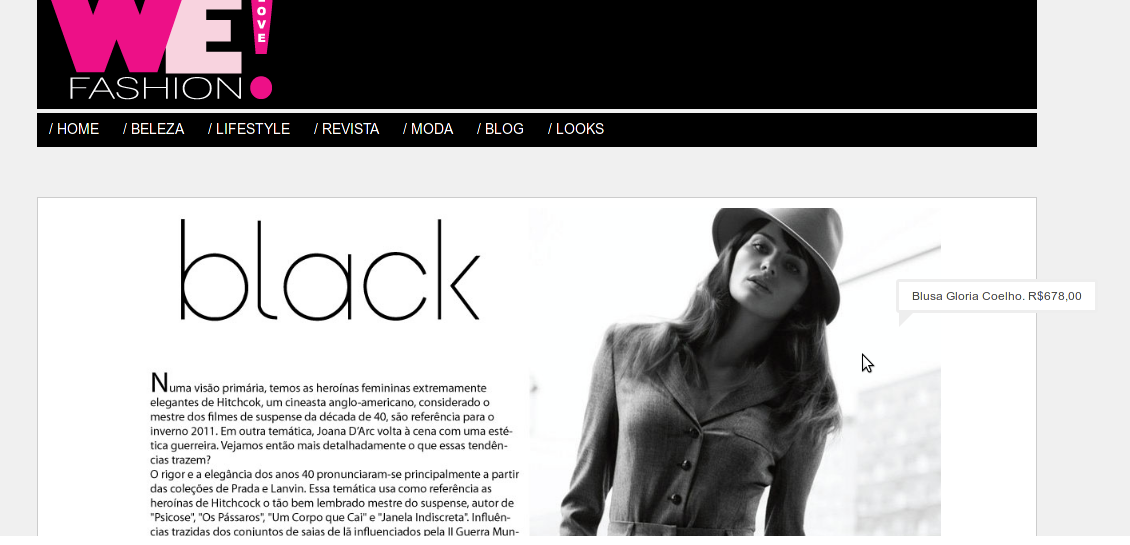 WE!
LOVE
FASHION
/ HOME / BELEZA / LIFESTYLE / REVISTA / MODA / BLOG / LOOKS
black
Blusa Gloria Coelho. R$678,00
Numa visão primária, temos as heroínas femininas extremamente
elegantes de Hitchcok, um cineasta anglo-americano, considerado o
mestre dos filmes de suspense da década de 40, são referência para o
inverno 2011. Em outra temática, Joana D'Arc volta à cena com uma esté-
tica guerreira. Vejamos então mais detalhadamente o que essas tendên-
cias trazem?
O rigor e a elegância dos anos 40 pronunciaram-se principalmente a partir
das coleções de Prada e Lanvin. Essa temática usa como referência as
heroínas de Hitchcock o tão bem lembrado mestre do suspense, autor de
"Psicose", "Os Pássaros", "Um Corpo que Cai" e "Janela Indiscreta". Influên-
cias trazidas dos conjuntos de saias de lã influenciados pela II Guerra Mun-